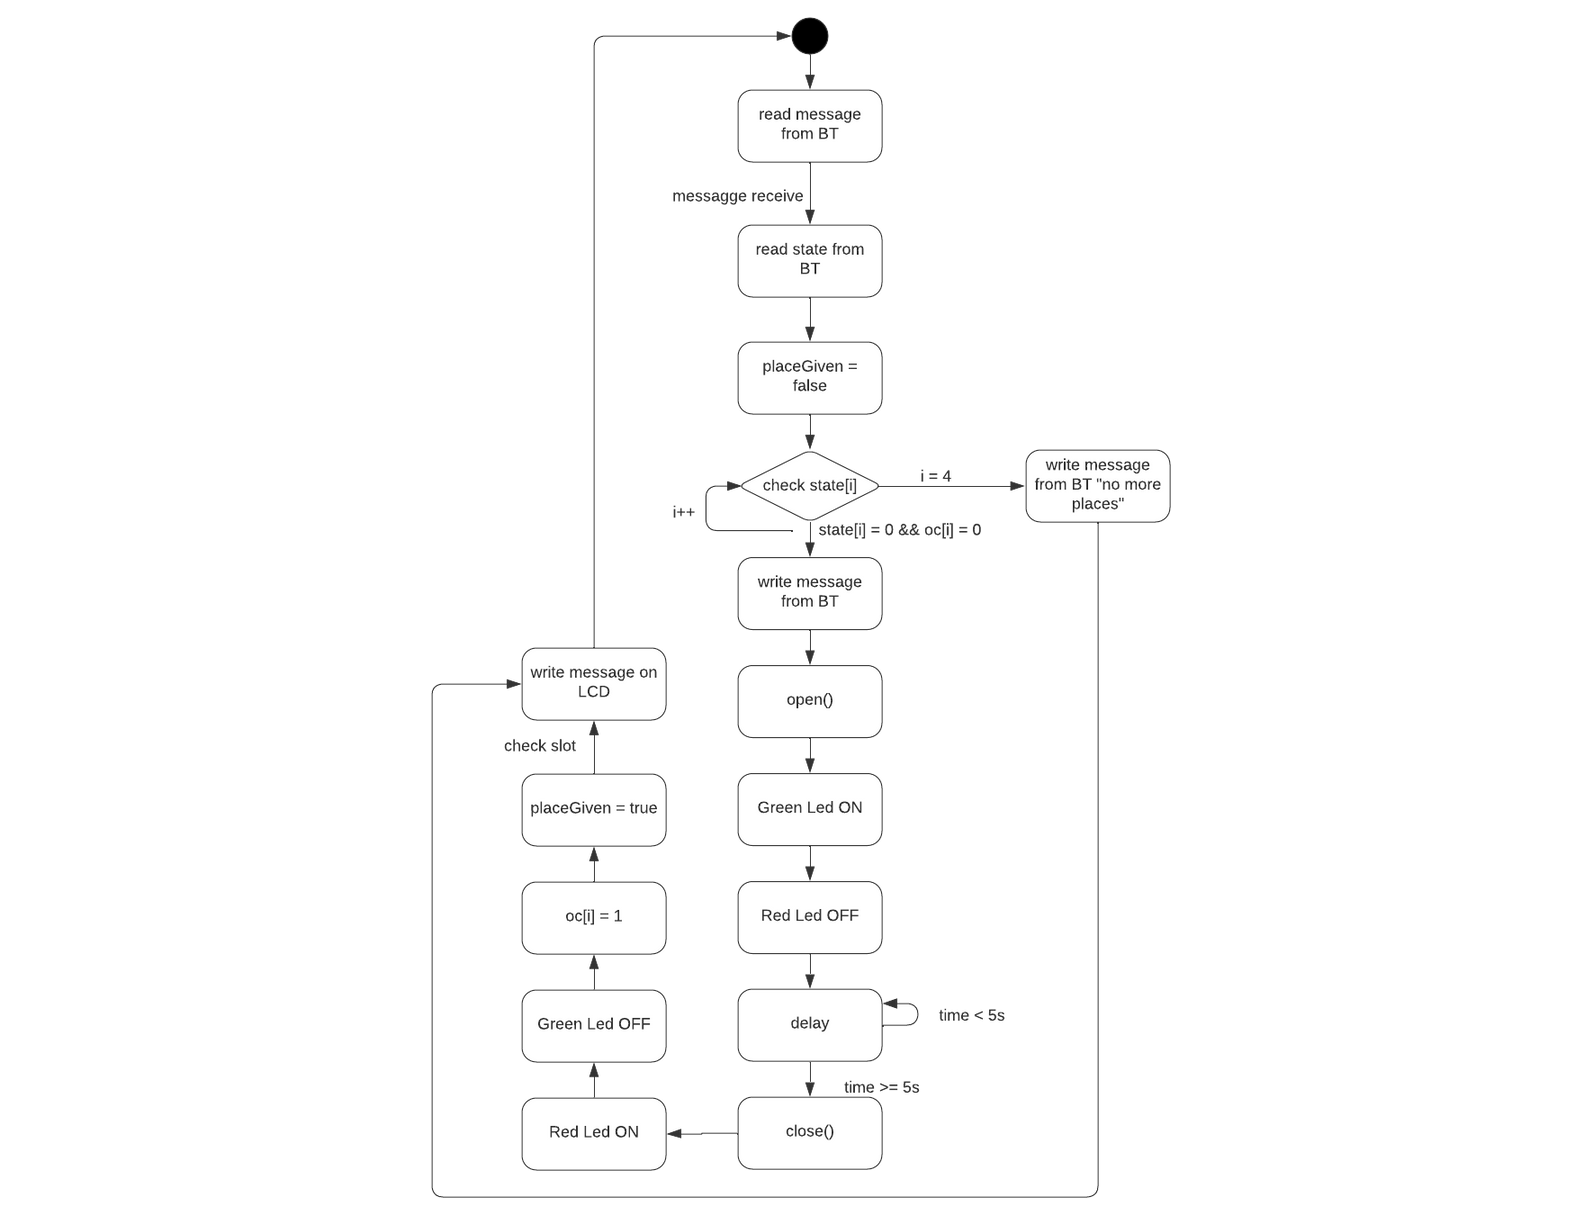 read message
from BT
messagge receive
read state from
BT
placeGiven =
false
check state[i]
i = 4
write message
from BT "no more
places"
i++
state[i] = 0 && oc[i] = 0
write message
from BT
write message on
LCD
open()
check slot
placeGiven = true
Green Led ON
oc[i] = 1
Red Led OFF
Green Led OFF
delay
time < 5s
time >= 5s
Red Led ON
close()